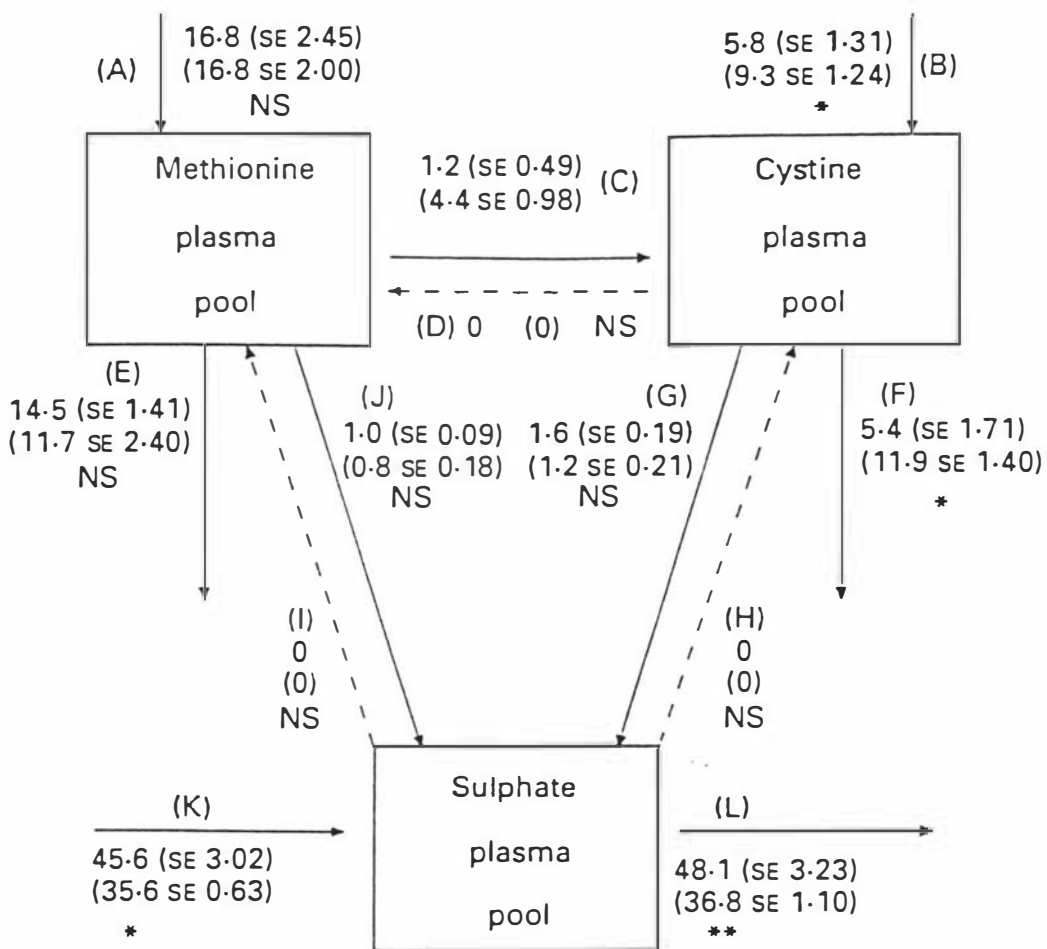 (A)
16·8 (SE 2·45)
(16·8 SE 2·00)
NS
5·8 (SE 1·31)
(9·3 SE 1·24)
*
(B)
Methionine
plasma
pool
1·2 (SE 0·49)
(4·4 SE 0·98)
(C)
Cystine
plasma
pool
(D) 0 (0) NS
(E)
14·5 (SE 1·41)
(11·7 SE 2·40)
NS
(J)
1·0 (SE 0·09)
(0·8 SE 0·18)
NS
(G)
1·6 (SE 0·19)
(1·2 SE 0·21)
NS
(F)
5·4 (SE 1·71)
(11·9 SE 1·40)
*
(I)
0
(0)
NS
(H)
0
(0)
NS
(K)
45·6 (SE 3·02)
(35·6 SE 0·63)
*
Sulphate
plasma
pool
(L)
48·1 (SE 3·23)
(36·8 SE 1·10)
**